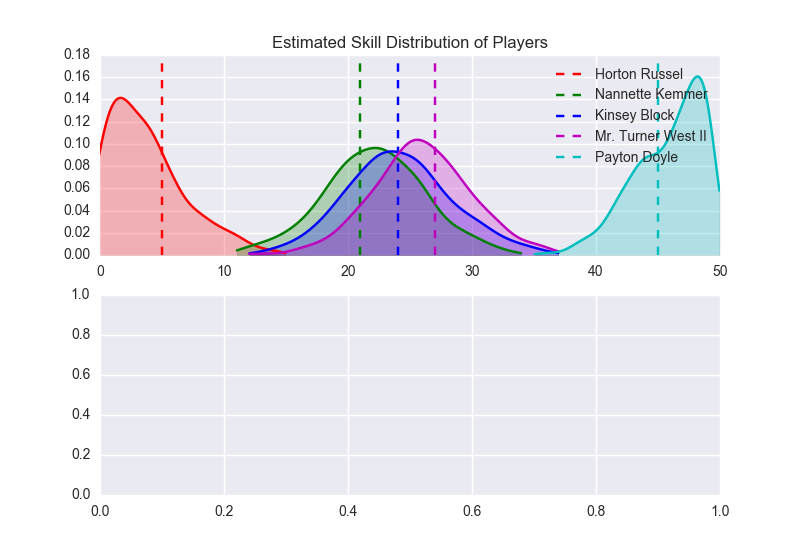 Estimated Skill Distribution of Players
0.18
0.16
0.14
0.12
0.10
0.08
0.06
0.04
0.02
0.00
0 10 20 30 40 50
Horton Russel
Nannette Kemmer
Kinsey Block
Mr. Turner West II
Payton Doyle
1.0
0.8
0.6
0.4
0.2
0.0
0.0 0.2 0.4 0.6 0.8 1.0